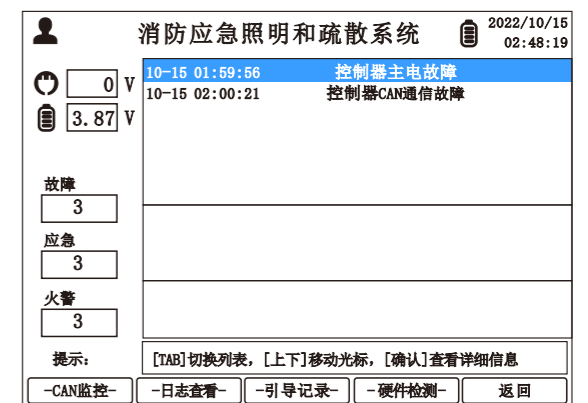 消防应急照明和疏散系统
2022/10/15
02:48:19
0 V
3.87 V
10-15 01:59:56 控制器主电故障
10-15 02:00:21 控制器CAN通信故障
故障
3
应急
3
火警
3
提示: [TAB]切换列表, [上下]移动光标, [确认]查看详细信息
-CAN监控- -日志查看- -引导记录- -硬件检测- 返回